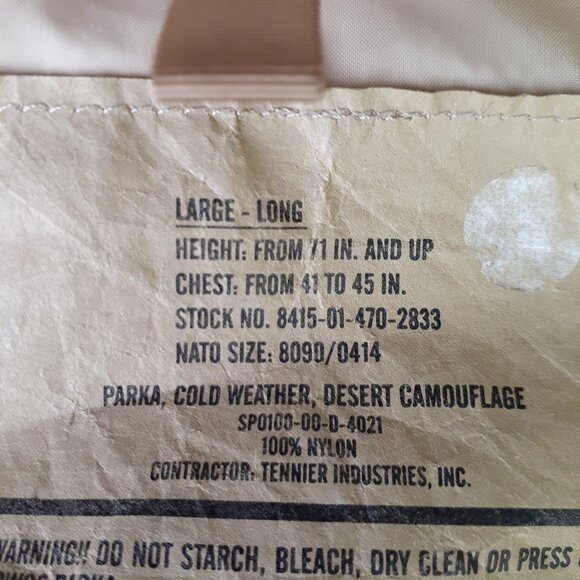 LARGE - LONG
HEIGHT: FROM 71 IN. AND UP
CHEST: FROM 41 TO 45 IN.
STOCK NO. 8415-01-470-2833
NATO SIZE: 8090/0414
PARKA, COLD WEATHER, DESERT CAMOUFLAGE
SPO100-00-D-4021
100% NYLON
CONTRACTOR: TENNIER INDUSTRIES, INC.
WARNING!! DO NOT STARCH, BLEACH, DRY CLEAN OR PRESS
PARKA